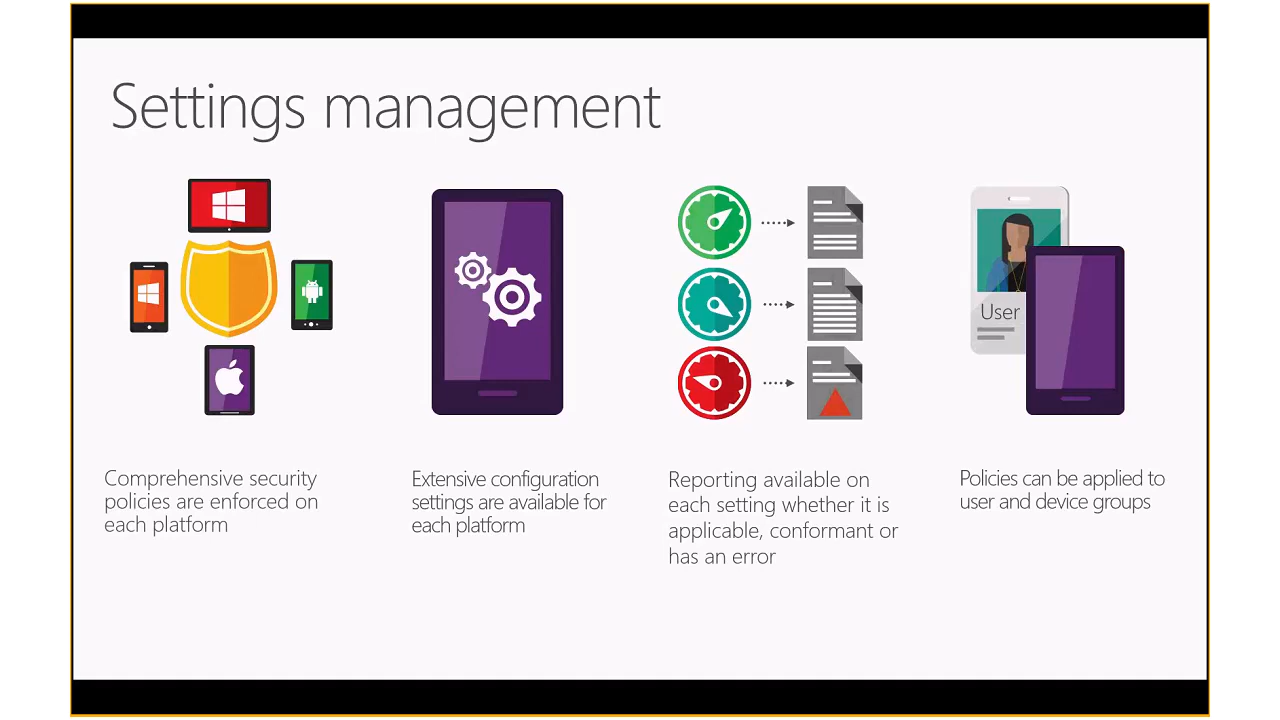 Settings management
User
Comprehensive security
policies are enforced on
each platform
Extensive configuration
settings are available for
each platform
Reporting available on
each setting whether it is
applicable, conformant or
has an error
Policies can be applied to
user and device groups